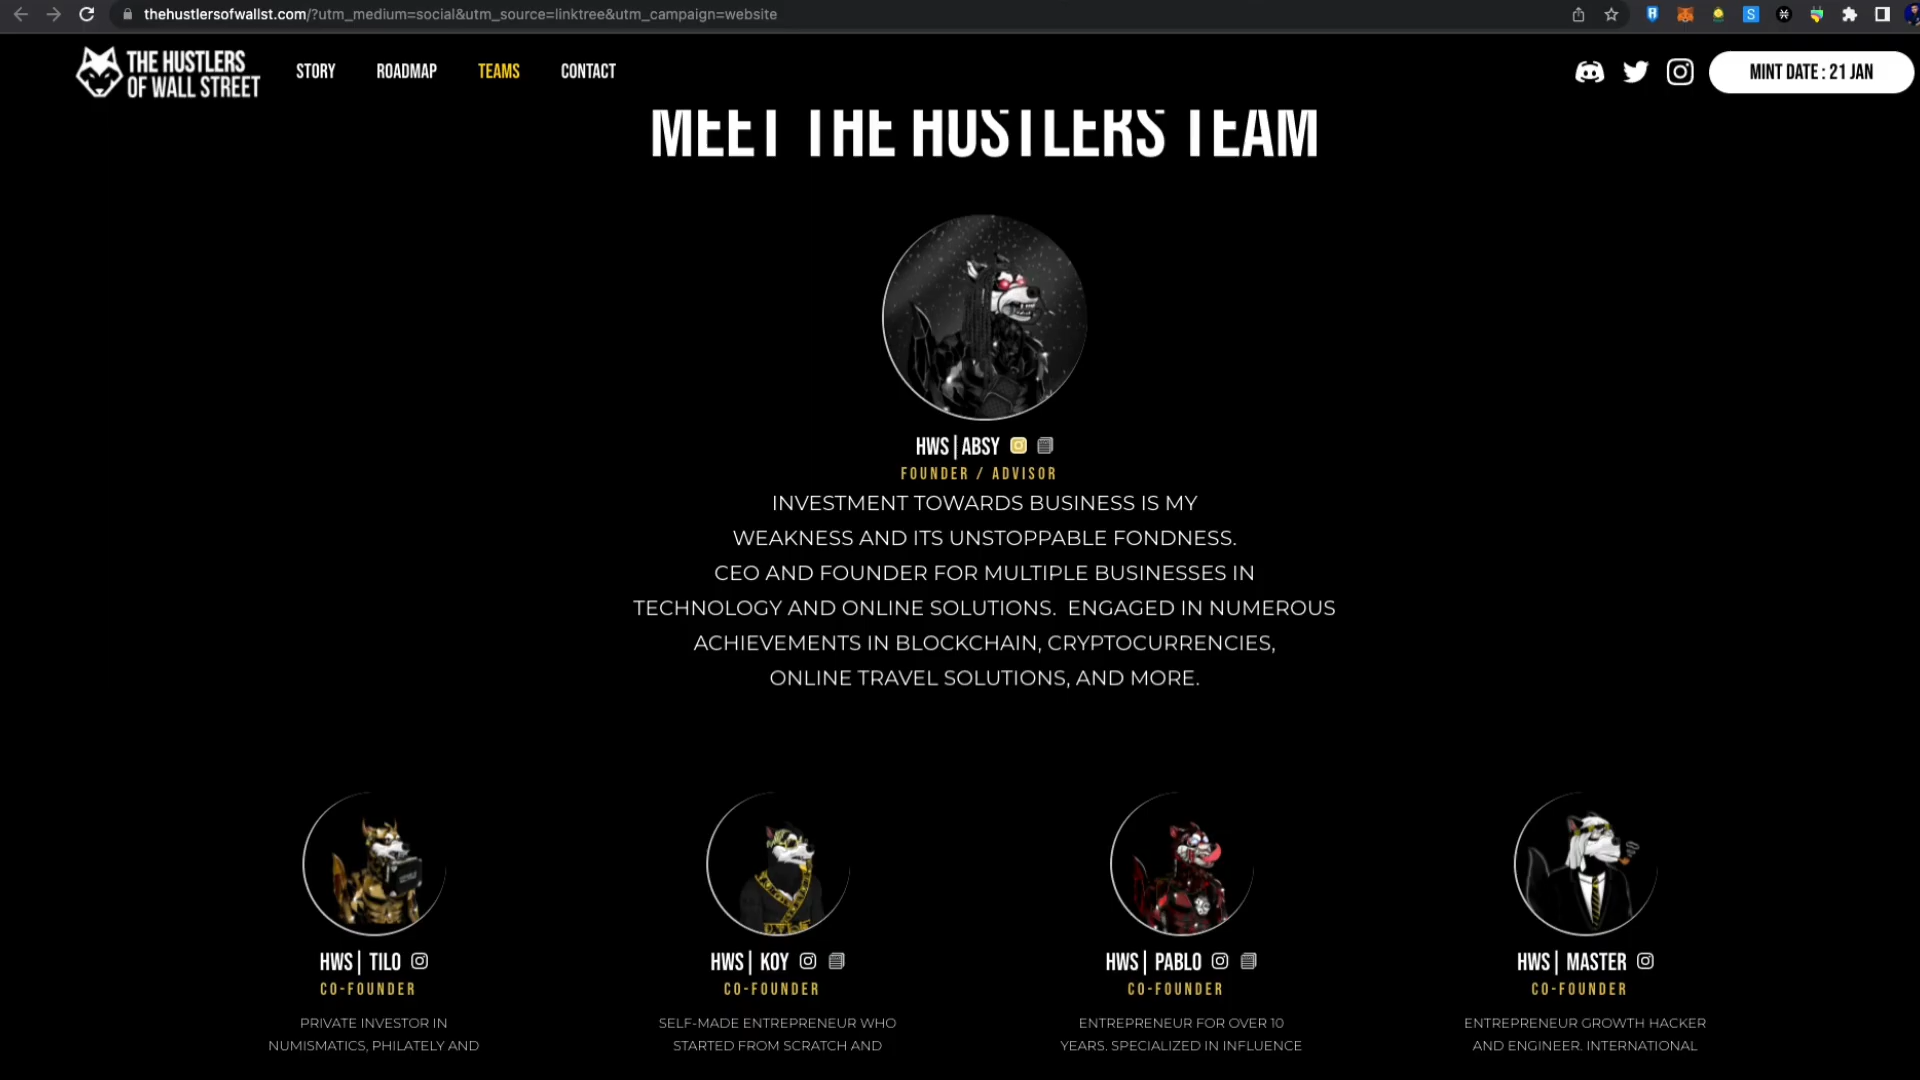 thehustlersofwallst.com/?utm_medium=social&utm_source=linktree&utm_campaign=website
THE HUSTLERS
OF WALL STREET
STORY
ROADMAP
TEAMS
CONTACT
MINT DATE : 21 JAN
MEET THE HUSTLERS TEAM
HWS | ABSY
FOUNDER / ADVISOR
INVESTMENT TOWARDS BUSINESS IS MY
WEAKNESS AND ITS UNSTOPPABLE FONDNESS.
CEO AND FOUNDER FOR MULTIPLE BUSINESSES IN
TECHNOLOGY AND ONLINE SOLUTIONS. ENGAGED IN NUMEROUS
ACHIEVEMENTS IN BLOCKCHAIN, CRYPTOCURRENCIES,
ONLINE TRAVEL SOLUTIONS, AND MORE.
HWS | TILO
CO-FOUNDER
PRIVATE INVESTOR IN
NUMISMATICS, PHILATELY AND
HWS | KOY
CO-FOUNDER
SELF-MADE ENTREPRENEUR WHO
STARTED FROM SCRATCH AND
HWS | PABLO
CO-FOUNDER
ENTREPRENEUR FOR OVER 10
YEARS. SPECIALIZED IN INFLUENCE
HWS | MASTER
CO-FOUNDER
ENTREPRENEUR GROWTH HACKER
AND ENGINEER. INTERNATIONAL